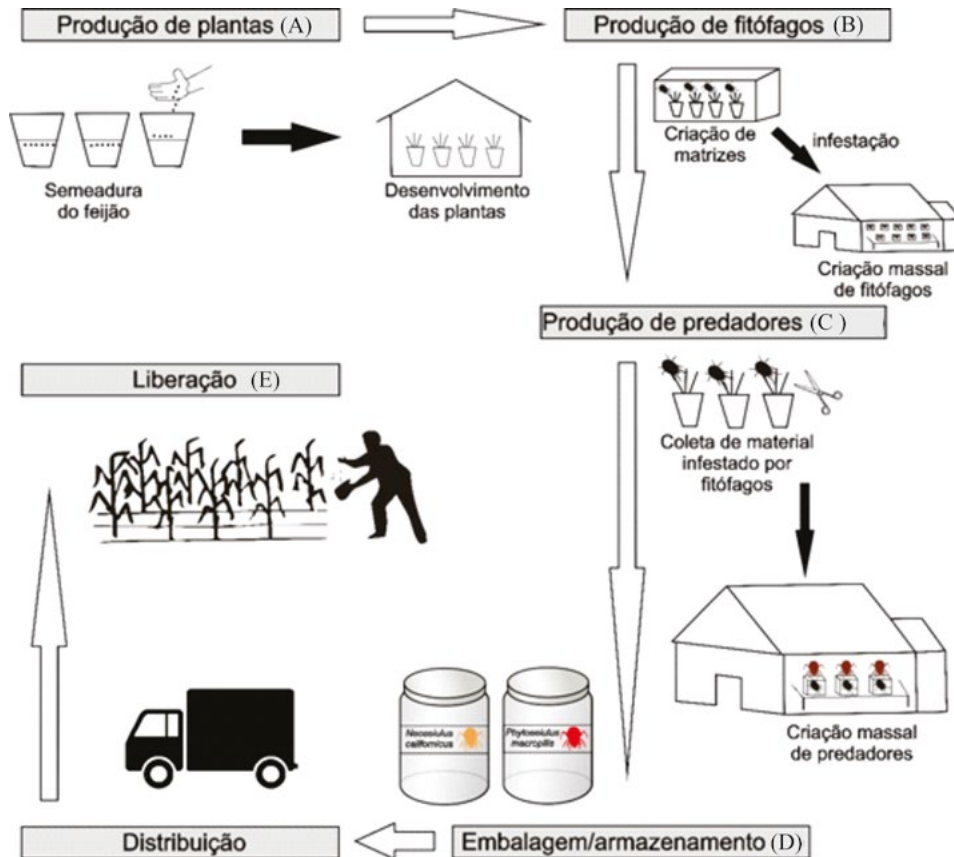 Produção de plantas (A)
Produção de fitófagos (B)
Semeadura
do feijão
Desenvolvimento
das plantas
Criação de
matrizes
infestação
Criação massal
de fitófagos
Produção de predadores (C )
Coleta de material
infestado por
fitófagos
Criação massal
de predadores
Liberação (E)
Neoseiulus
californicus
Phytoseiulus
macropilis
Distribuição
Embalagem/armazenamento (D)